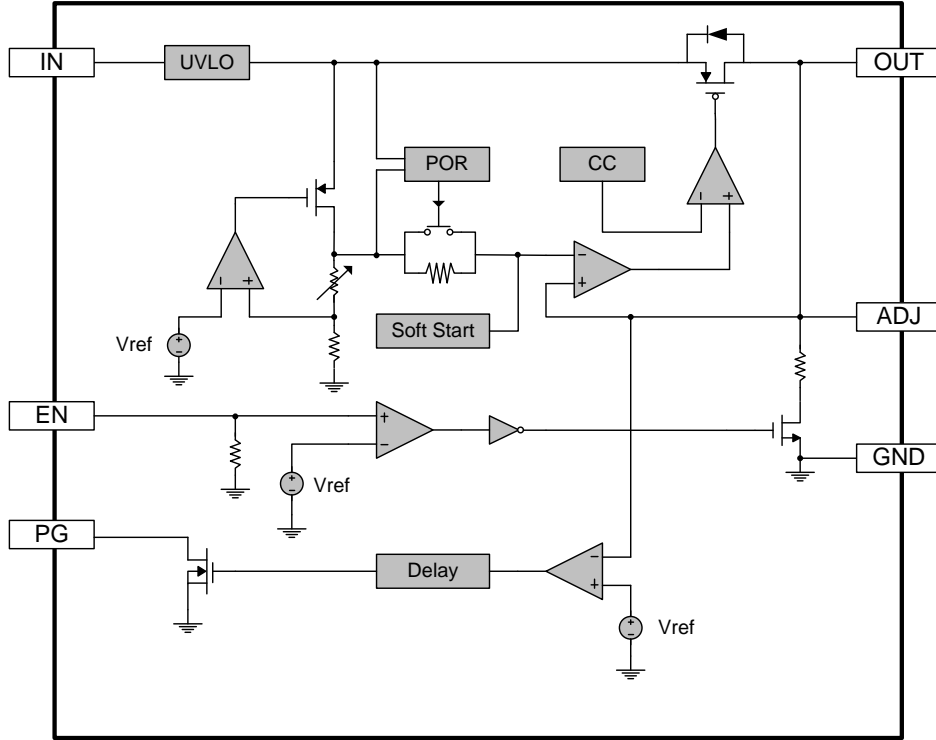 IN
UVLO
OUT
POR
CC
−
+
−
+
−
+
Soft Start
ADJ
Vref
+
−
EN
+
−
GND
+
−
Vref
PG
Delay
−
+
+
−
Vref